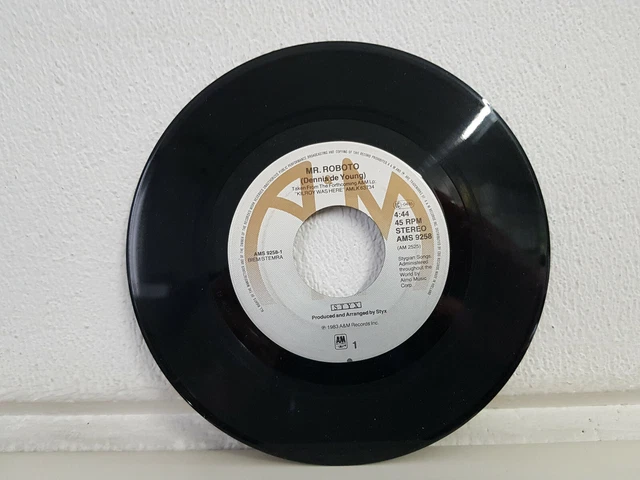 A&M
MR. ROBOTO
(Dennis de Young)
Taken From The Forthcoming A&M Lp
"KILROY WAS HERE" AMLX 63734
4:44
45 RPM
STEREO
AMS 9258
(AM 2525)
AMS 9258-1
BIEM/STEMRA
Stygian Songs,
Administered
throughout the
World by
Almo Music
Corp.
STYX
Produced and Arranged by Styx
℗ 1983 A&M Records Inc.
AM
1